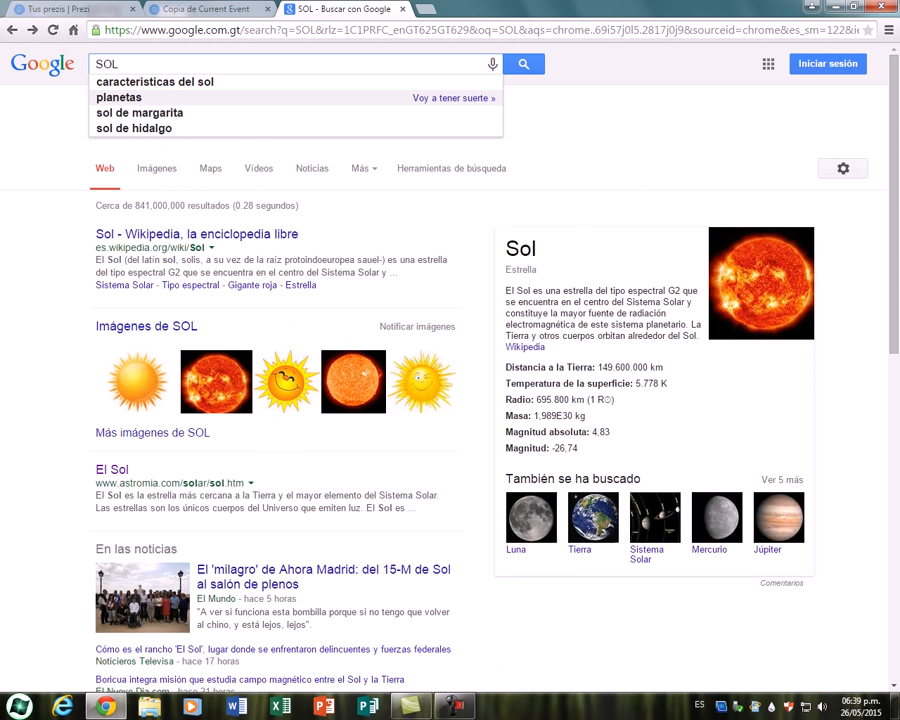 Tus prezis | Prezi
Copia de Current Event
SOL - Buscar con Google
https://www.google.com.gt/search?q=SOL&rlz=1C1PRFC_enGT625GT629&oq=SOL&aqs=chrome..69i57j0l5.2817j0j9&sourceid=chrome&es_sm=122&ie
Google
SOL
Iniciar sesión
caracteristicas del sol
planetas
Voy a tener suerte »
sol de margarita
sol de hidalgo
Web Imágenes Maps Vídeos Noticias Más Herramientas de búsqueda
Cerca de 841,000,000 resultados (0.28 segundos)
Sol - Wikipedia, la enciclopedia libre
es.wikipedia.org/wiki/Sol
El Sol (del latín sol, solis, a su vez de la raíz protoindoeuropea sauel-) es una estrella
del tipo espectral G2 que se encuentra en el centro del Sistema Solar y ...
Sistema Solar - Tipo espectral - Gigante roja - Estrella
Imágenes de SOL
Notificar imágenes
Más imágenes de SOL
El Sol
www.astromia.com/solar/sol.htm
El Sol es la estrella más cercana a la Tierra y el mayor elemento del Sistema Solar.
Las estrellas son los únicos cuerpos del Universo que emiten luz. El Sol es ...
En las noticias
El 'milagro' de Ahora Madrid: del 15-M de Sol
al salón de plenos
El Mundo - hace 5 horas
"A ver si funciona esta bombilla porque si no tengo que volver
al chino, y está lejos, lejos".
Cómo es el rancho 'El Sol', lugar donde se enfrentaron delincuentes y fuerzas federales
Noticieros Televisa - hace 17 horas
Boricua integra misión que estudia campo magnético entre el Sol y la Tierra
El Nuevo Dia.com - hace 21 horas
Sol
Estrella
El Sol es una estrella del tipo espectral G2 que
se encuentra en el centro del Sistema Solar y
constituye la mayor fuente de radiación
electromagnética de este sistema planetario. La
Tierra y otros cuerpos orbitan alrededor del Sol.
Wikipedia
Distancia a la Tierra: 149.600.000 km
Temperatura de la superficie: 5.778 K
Radio: 695.800 km (1 R☉)
Masa: 1,989E30 kg
Magnitud absoluta: 4,83
Magnitud: -26,74
También se ha buscado
Ver 5 más
Luna
Tierra
Sistema
Solar
Mercurio
Júpiter
Comentarios
ES
06:39 p.m.
26/05/2015